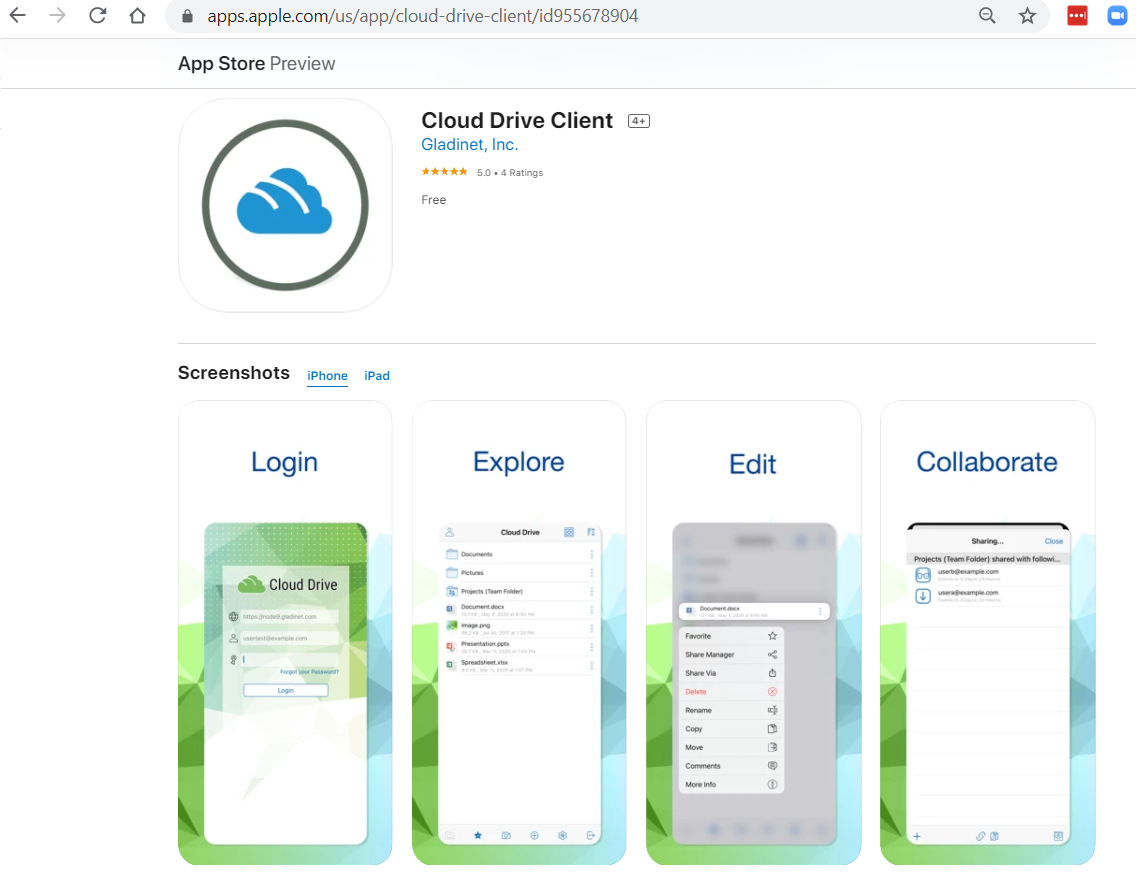 apps.apple.com/us/app/cloud-drive-client/id955678904
App Store Preview
Cloud Drive Client 4+
Gladinet, Inc.
5.0 • 4 Ratings
Free
Screenshots iPhone iPad
Login
Cloud Drive
https://node9.gladinet.com
usertest@example.com
Forgot your Password?
Login
Explore
Cloud Drive
Documents
Pictures
Projects (Team Folder)
Document.docx
Image.png
Presentation.pptx
Spreadsheet.xlsx
Edit
Document.docx
Favorite
Share Manager
Share Via
Delete
Rename
Copy
Move
Comments
More Info
Collaborate
Sharing... Close
Projects (Team Folder) shared with followi...
userb@example.com
usera@example.com